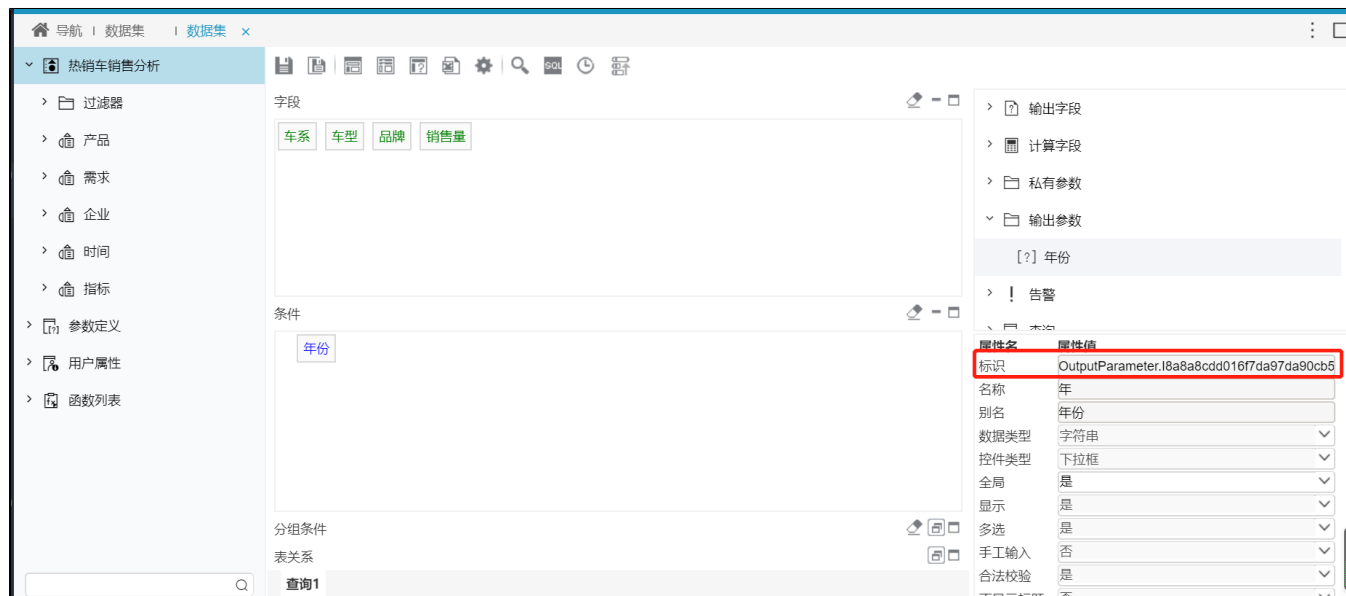 导航 数据集 数据集 ×
热销车销售分析
过滤器
产品
需求
企业
时间
指标
参数定义
用户属性
函数列表
SQL
字段
车系 车型 品牌 销售量
条件
年份
分组条件
表关系
查询1
输出字段
计算字段
私有参数
输出参数
[?] 年份
告警
属性名 属性值
标识 OutputParameter.I8a8a8cdd016f7da97da90cb5
名称 年
别名 年份
数据类型 字符串
控件类型 下拉框
全局 是
显示 是
多选 是
手工输入 否
合法校验 是